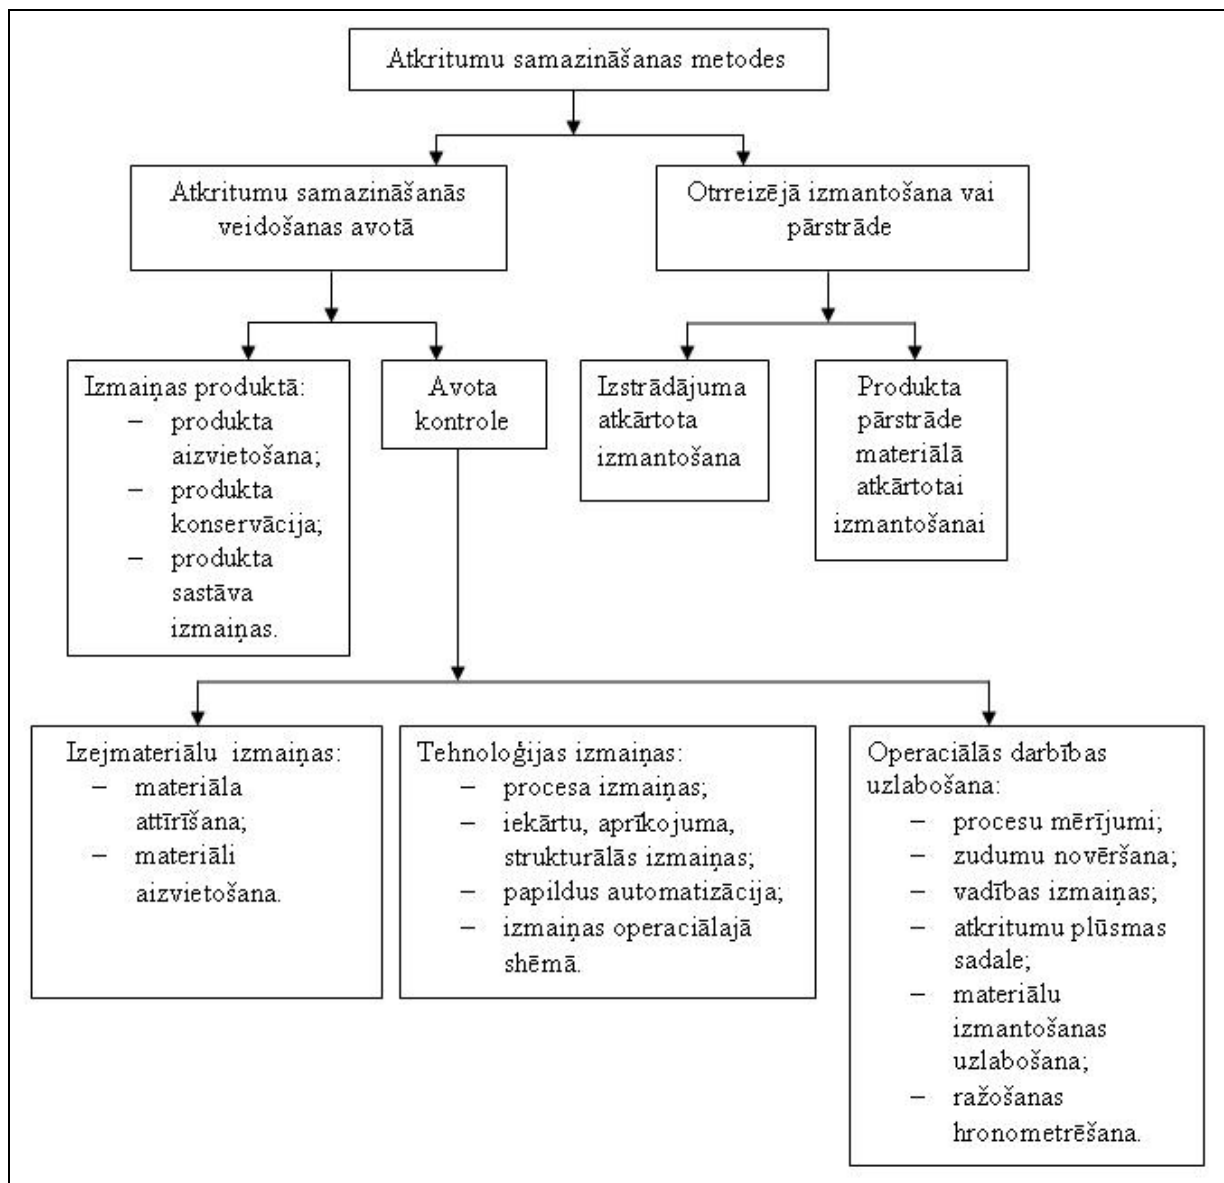 Atkritumu samazināšanas metodes
Atkritumu samazināšanās
veidošanas avotā
Otrreizējā izmantošana vai
pārstrāde
Izmaiņas produktā:
– produkta
aizvietošana;
– produkta
konservācija;
– produkta
sastāva
izmaiņas.
Avota
kontrole
Izstrādājuma
atkārtota
izmantošana
Produkta
pārstrāde
materiālā
atkārtotai
izmantošanai
Izejmateriālu izmaiņas:
– materiāla
attīrīšana;
– materiāli
aizvietošana.
Tehnoloģijas izmaiņas:
– procesa izmaiņas;
– iekārtu, aprīkojuma,
strukturālās izmaiņas;
– papildus automatizācija;
– izmaiņas operaciālajā
shēmā.
Operaciālās darbības
uzlabošana:
– procesu mērījumi;
– zudumu novēršana;
– vadības izmaiņas;
– atkritumu plūsmas
sadale;
– materiālu
izmantošanas
uzlabošana;
– ražošanas
hronometrēšana.